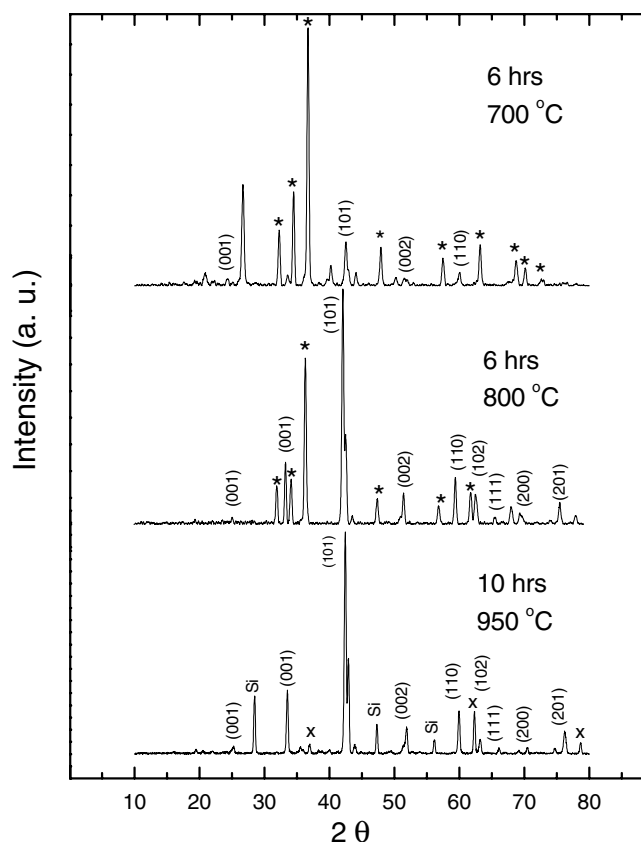 6 hrs
700 °C
*
*
*
(001)
(101)
*
(002)
*
(110)
*
*
*
*
6 hrs
800 °C
(101)
*
(001)
(001)
*
*
*
(002)
*
(110)
*
(102)
(111)
(200)
(201)
10 hrs
950 °C
(101)
(001)
Si
(001)
x
Si
(002)
Si
(110)
x
(102)
(111)
(200)
(201)
x
Intensity (a. u.)
10 20 30 40 50 60 70 80
2 θ